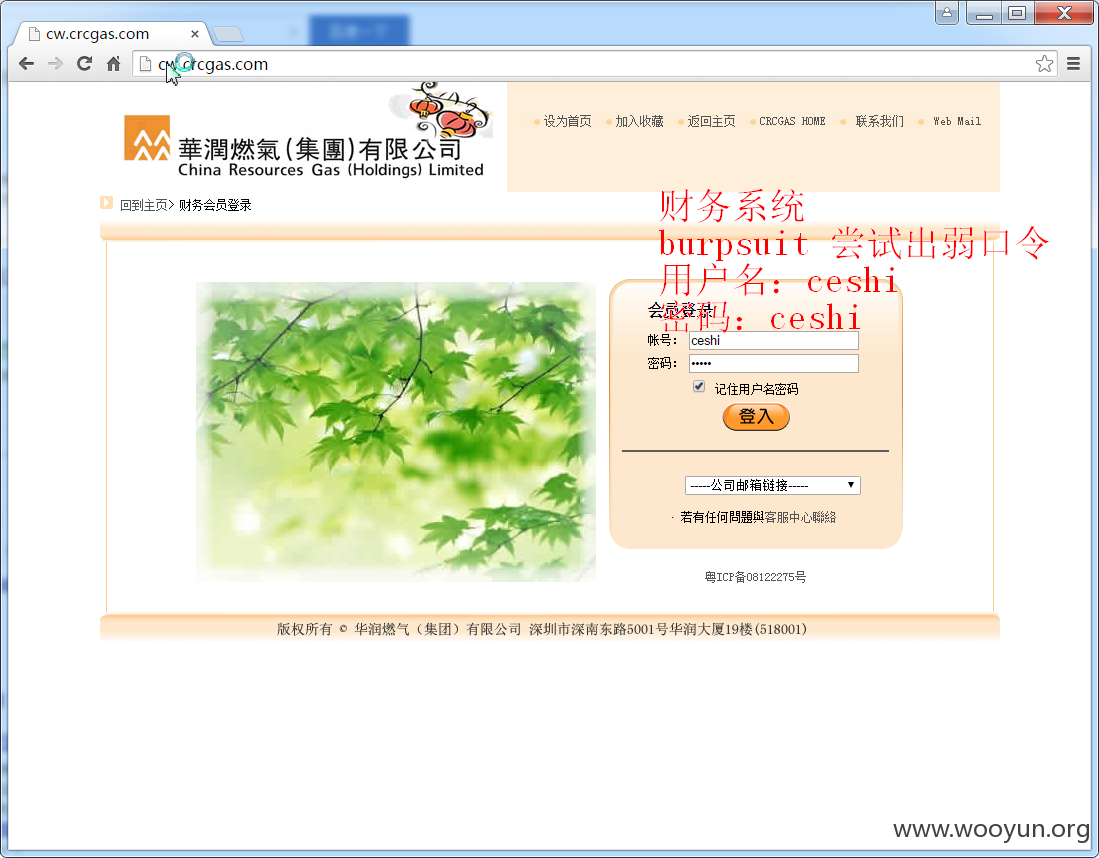 cw.crcgas.com
cw.crcgas.com
華潤燃氣(集團)有限公司
China Resources Gas (Holdings) Limited
设为首页 加入收藏 返回主页 CRCGAS HOME 联系我们 Web Mail
回到主页> 财务会员登录
财务系统
burpsuit 尝试出弱口令
用户名：ceshi
密码：ceshi
会员登录
帐号： ceshi
密码： •••••
记住用户名密码
登入
-----公司邮箱链接-----
· 若有任何問題與客服中心聯絡
粤ICP备08122275号
版权所有 © 华润燃气（集团）有限公司 深圳市深南东路5001号华润大厦19楼(518001)
www.wooyun.org